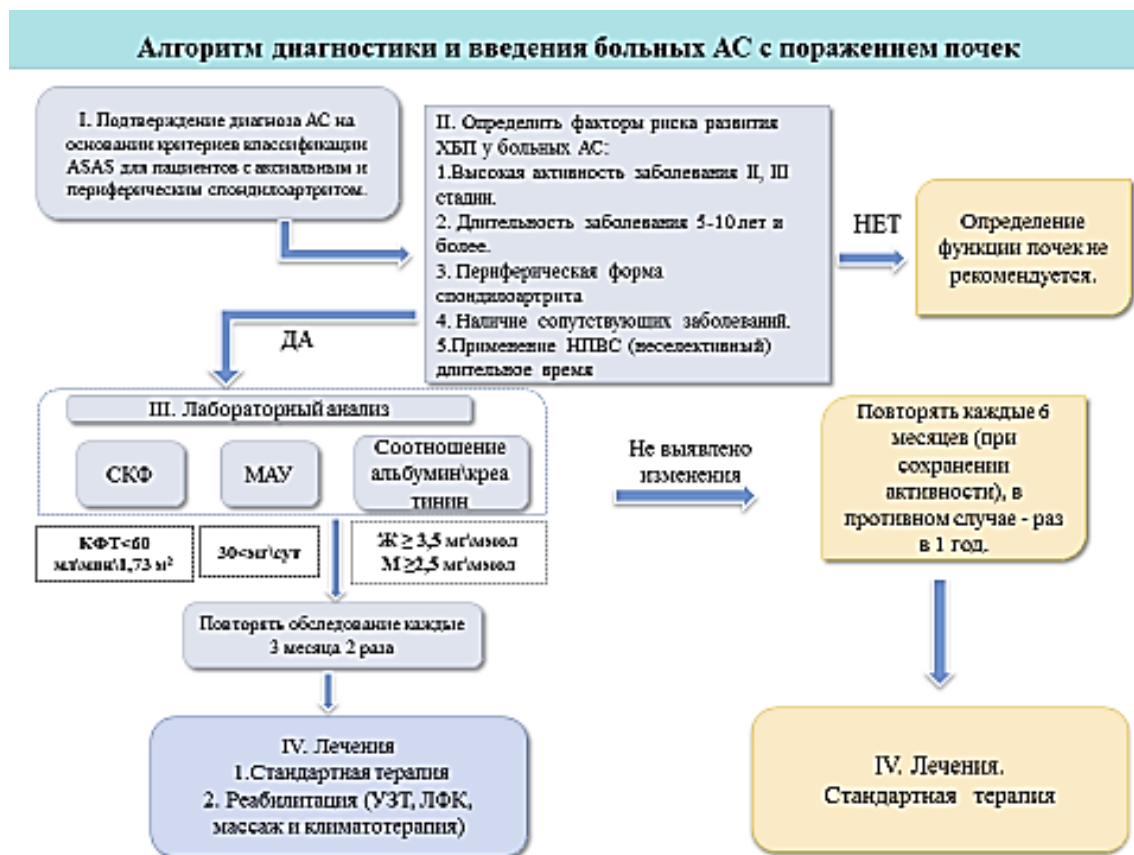 Алгоритм диагностики и введения больных АС с поражением почек
I. Подтверждение диагноза АС на
основании критериев классификации
ASAS для пациентов с аксиальным и
периферическим спондилоартритом.
II. Определить факторы риска развития
ХБП у больных АС:
1.Высокая активность заболевания II, III
стадии.
2. Длительность заболевания 5-10 лет и
более.
3. Периферическая форма
спондилоартрита
4. Наличие сопутствующих заболеваний.
5.Применение НПВС (неселективный)
длительное время
НЕТ
Определение
функции почек не
рекомендуется.
ДА
III. Лабораторный анализ
СКФ
МАУ
Соотношение
альбумин\креа
тинин
КФТ<60
мл\мин\1,73 м²
30<мг\сут
Ж ≥ 3,5 мг\ммол
М ≥2,5 мг\ммол
Не выявлено
изменения
Повторять каждые 6
месяцев (при
сохранении
активности), в
противном случае - раз
в 1 год.
Повторять обследование каждые
3 месяца 2 раза
IV. Лечения
1.Стандартная терапия
2. Реабилитация (УЗТ, ЛФК,
массаж и климатотерапия)
IV. Лечения.
Стандартная терапия